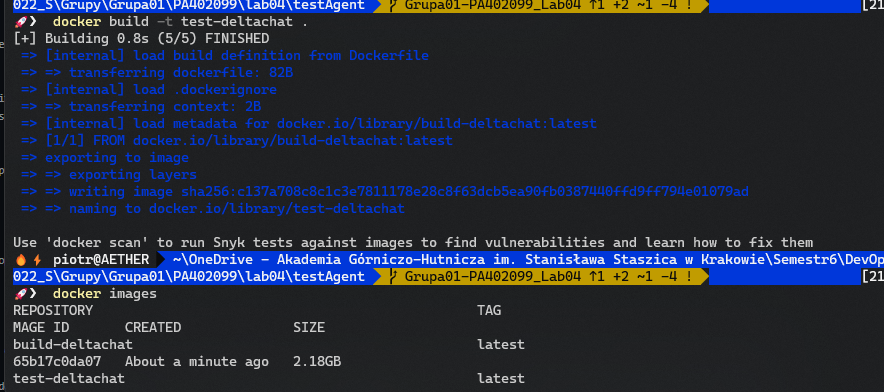 022_S\Grupy\Grupa01\PA402099\lab04\testAgent Grupa01-PA402099_Lab04 ↑1 +2 ~1 -4 ! [21
🚀❯ docker build -t test-deltachat .
[+] Building 0.8s (5/5) FINISHED
=> [internal] load build definition from Dockerfile
=> => transferring dockerfile: 82B
=> [internal] load .dockerignore
=> => transferring context: 2B
=> [internal] load metadata for docker.io/library/build-deltachat:latest
=> [1/1] FROM docker.io/library/build-deltachat:latest
=> exporting to image
=> => exporting layers
=> => writing image sha256:c137a708c8c1c3e7811178e28c8f63dcb5ea90fb0387440ffd9ff794e01079ad
=> => naming to docker.io/library/test-deltachat
Use 'docker scan' to run Snyk tests against images to find vulnerabilities and learn how to fix them
🔥⚡ piotr@AETHER ~\OneDrive - Akademia Górniczo-Hutnicza im. Stanisława Staszica w Krakowie\Semestr6\DevOp
022_S\Grupy\Grupa01\PA402099\lab04\testAgent Grupa01-PA402099_Lab04 ↑1 +2 ~1 -4 ! [21
🚀❯ docker images
REPOSITORY TAG
MAGE ID CREATED SIZE
build-deltachat latest
65b17c0da07 About a minute ago 2.18GB
test-deltachat latest